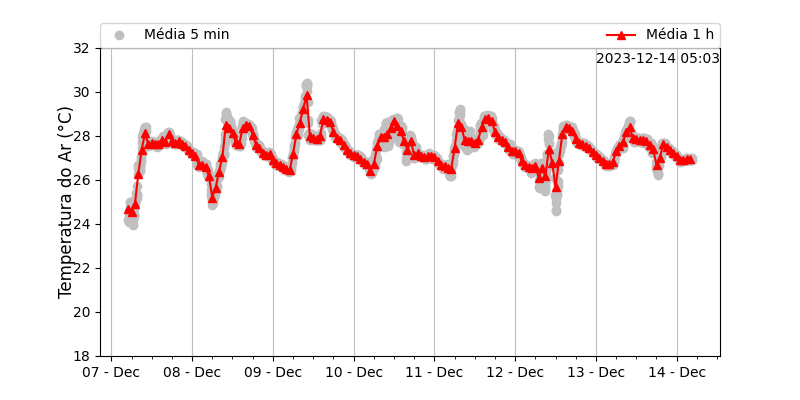 Média 5 min
Média 1 h
2023-12-14 05:03
Temperatura do Ar (°C)
32
30
28
26
24
22
20
18
07 - Dec
08 - Dec
09 - Dec
10 - Dec
11 - Dec
12 - Dec
13 - Dec
14 - Dec